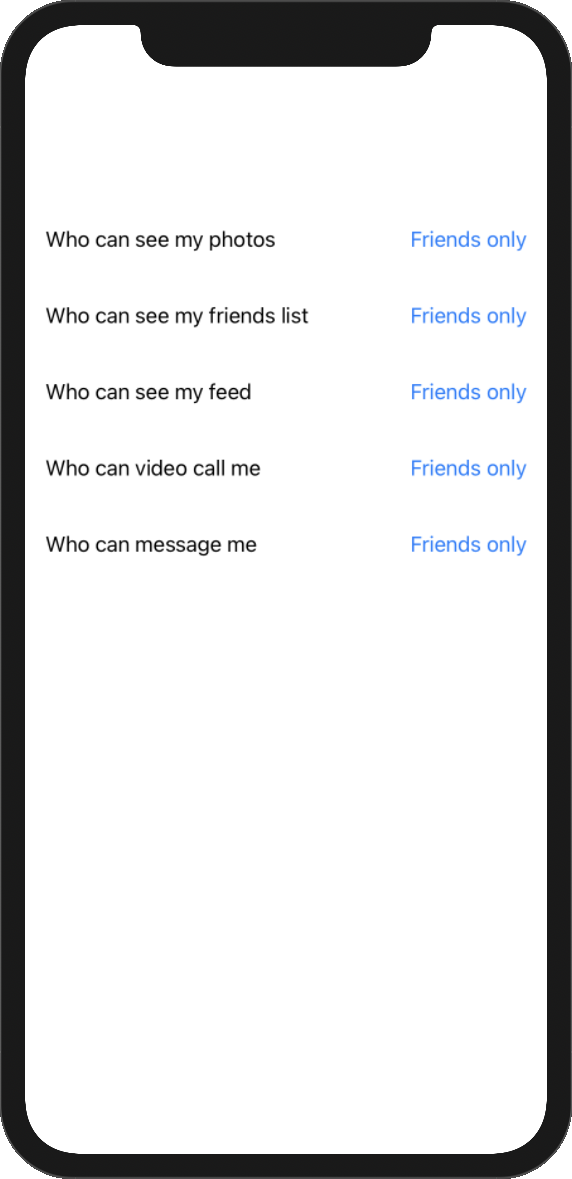 Who can see my photos Friends only
Who can see my friends list Friends only
Who can see my feed Friends only
Who can video call me Friends only
Who can message me Friends only